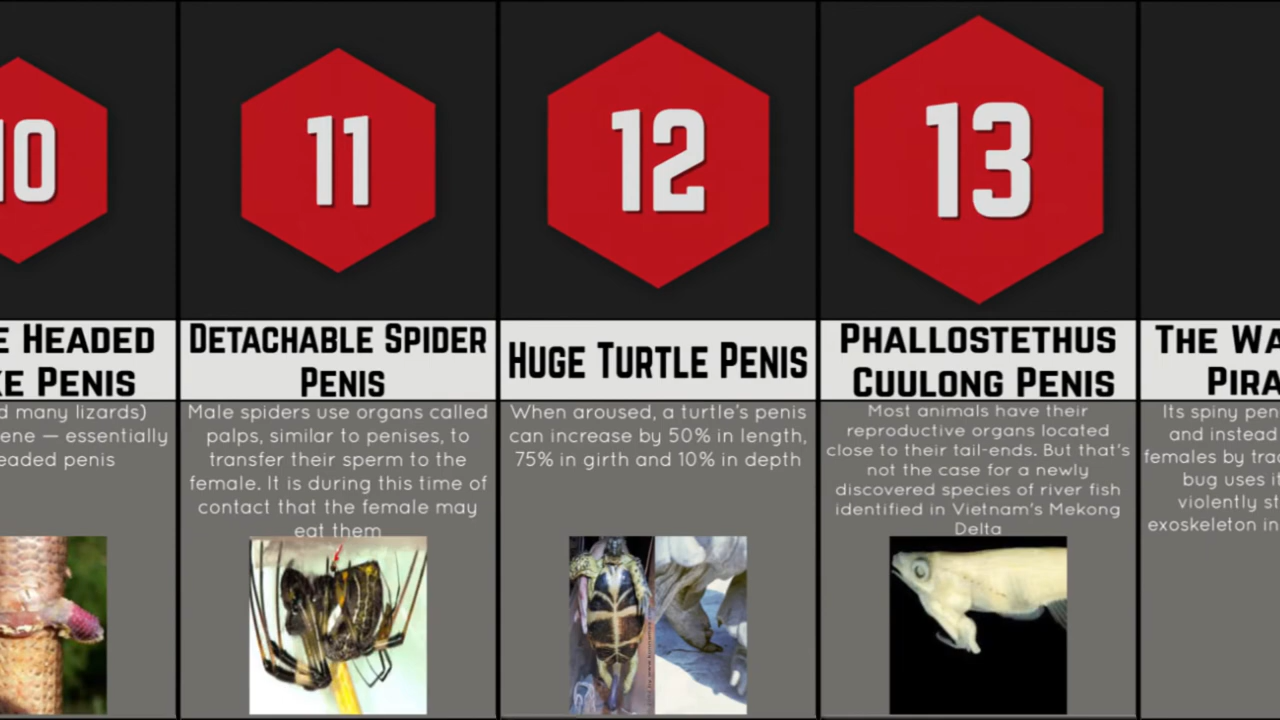 10
E HEADED
KE PENIS
d many lizards)
ene — essentially
eaded penis
11
DETACHABLE SPIDER
PENIS
Male spiders use organs called
palps, similar to penises, to
transfer their sperm to the
female. It is during this time of
contact that the female may
eat them
12
HUGE TURTLE PENIS
When aroused, a turtle's penis
can increase by 50% in length,
75% in girth and 10% in depth
13
PHALLOSTETHUS
CUULONG PENIS
Most animals have their
reproductive organs located
close to their tail-ends. But that's
not the case for a newly
discovered species of river fish
identified in Vietnam's Mekong
Delta
THE WA
PIRA
Its spiny pen
and instead
females by tra
bug uses it
violently st
exoskeleton in